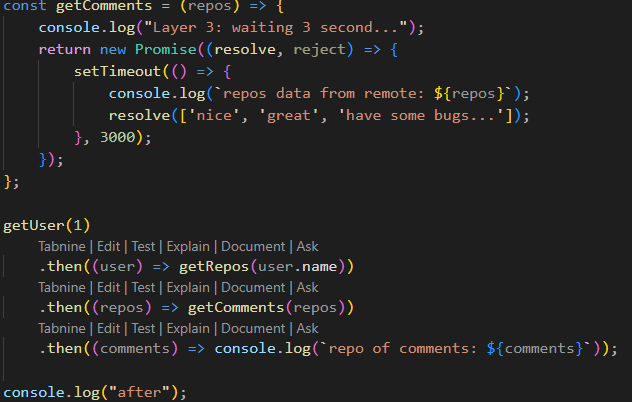 const getComments = (repos) => {
    console.log("Layer 3: waiting 3 second...");
    return new Promise((resolve, reject) => {
        setTimeout(() => {
            console.log(`repos data from remote: ${repos}`);
            resolve(['nice', 'great', 'have some bugs...']);
        }, 3000);
    });
};

getUser(1)
    Tabnine | Edit | Test | Explain | Document | Ask
    .then((user) => getRepos(user.name))
    Tabnine | Edit | Test | Explain | Document | Ask
    .then((repos) => getComments(repos))
    Tabnine | Edit | Test | Explain | Document | Ask
    .then((comments) => console.log(`repo of comments: ${comments}`));

console.log("after");